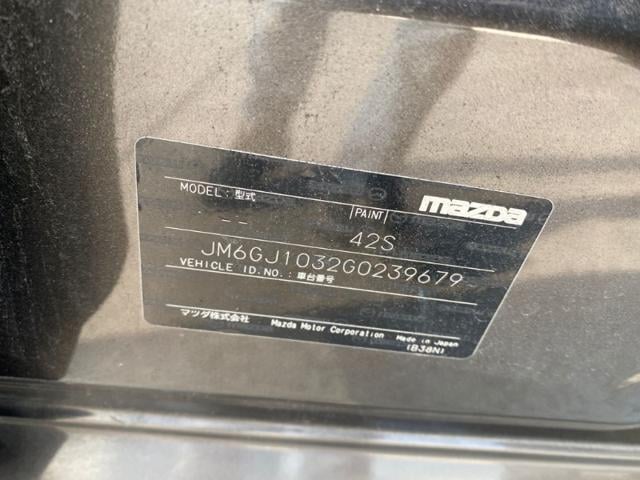 MODEL : 型式
PAINT
mazda
- - -
42S
JM6GJ1032G0239679
VEHICLE ID.NO.: 車台番号
マツダ株式会社 Mazda Motor Corporation Made in Japan
(B38N)